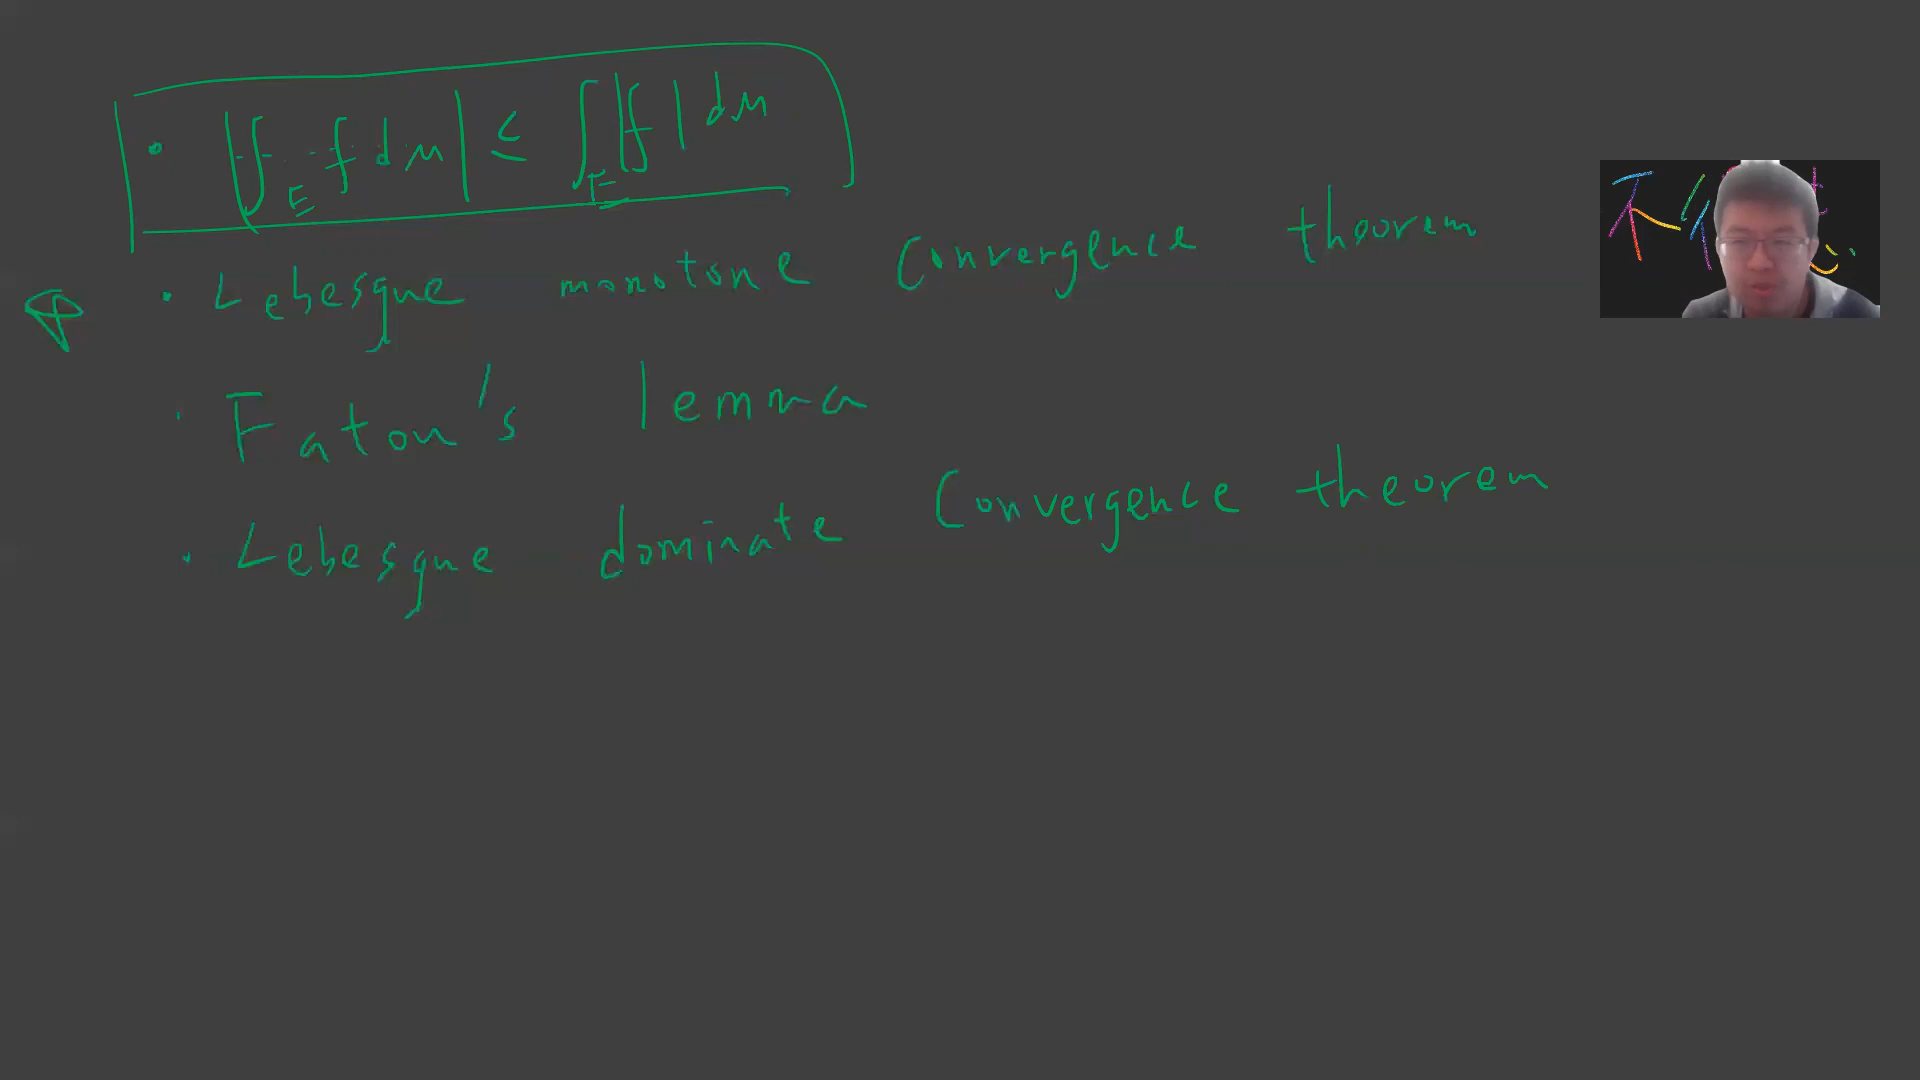 • |∫_E f dμ| ≤ ∫_E |f| dμ
• Lebesgue monotone Convergence theorem
• Fatou's lemma
• Lebesgue dominate Convergence theorem